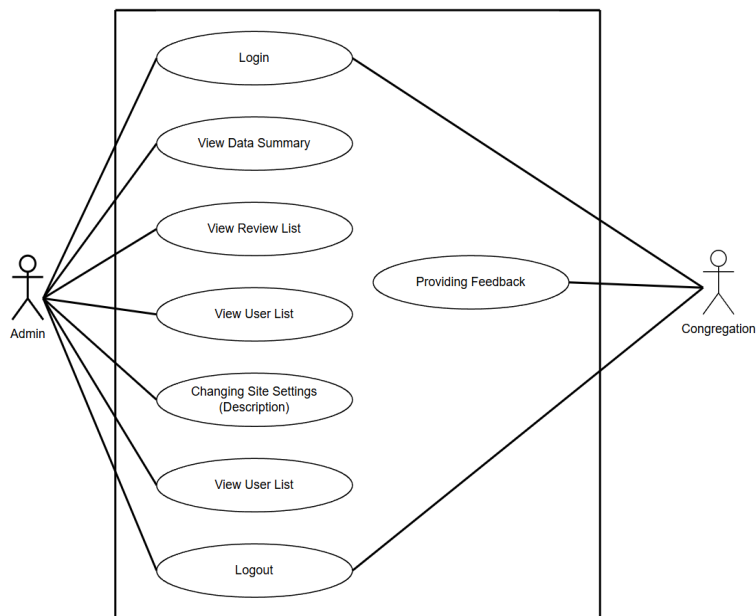 Login
View Data Summary
View Review List
Providing Feedback
View User List
Admin
Congregation
Changing Site Settings
(Description)
View User List
Logout